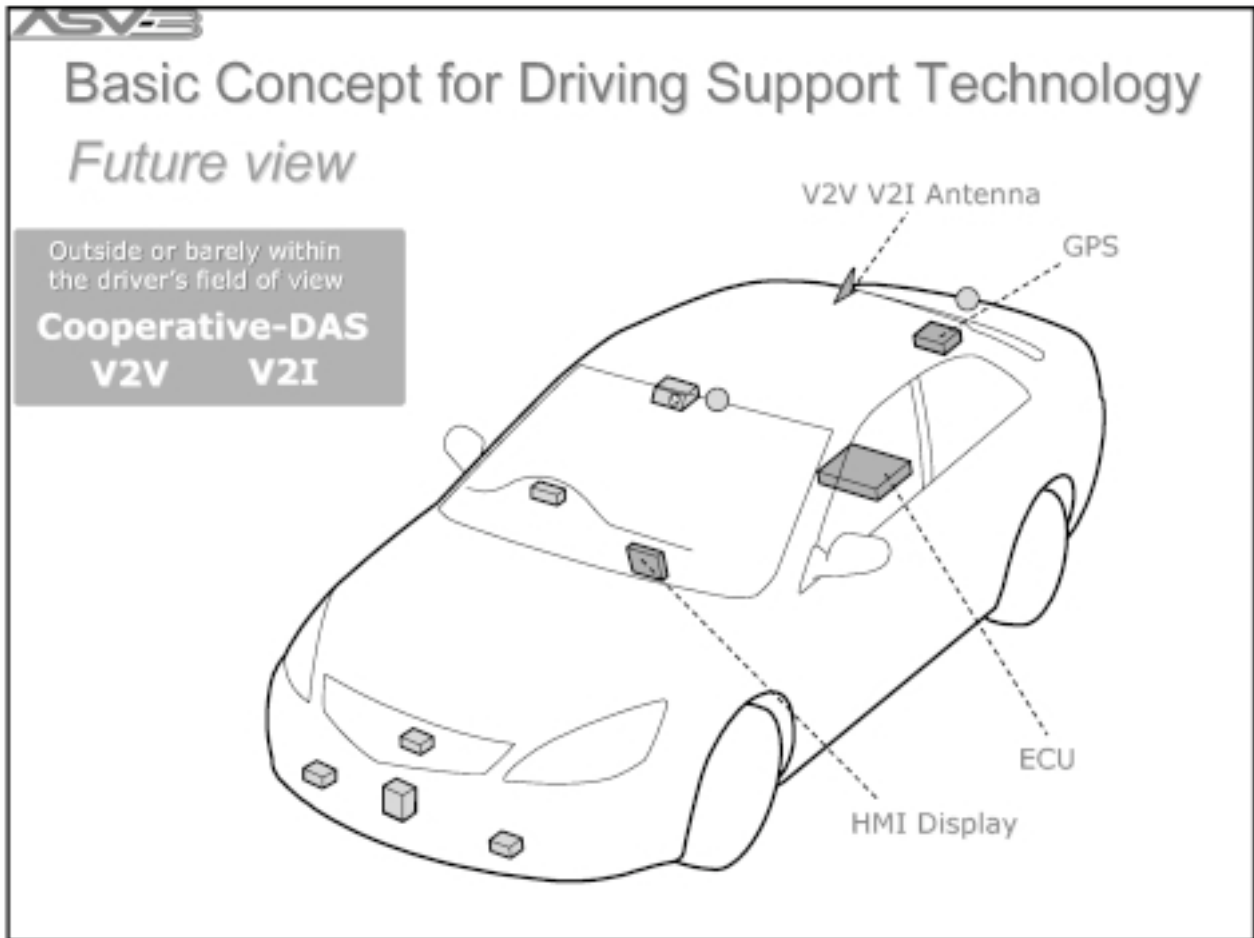 ASV-3
Basic Concept for Driving Support Technology
Future view
V2V V2I Antenna
GPS
Outside or barely within
the driver's field of view
Cooperative-DAS
V2V V2I
ECU
HMI Display